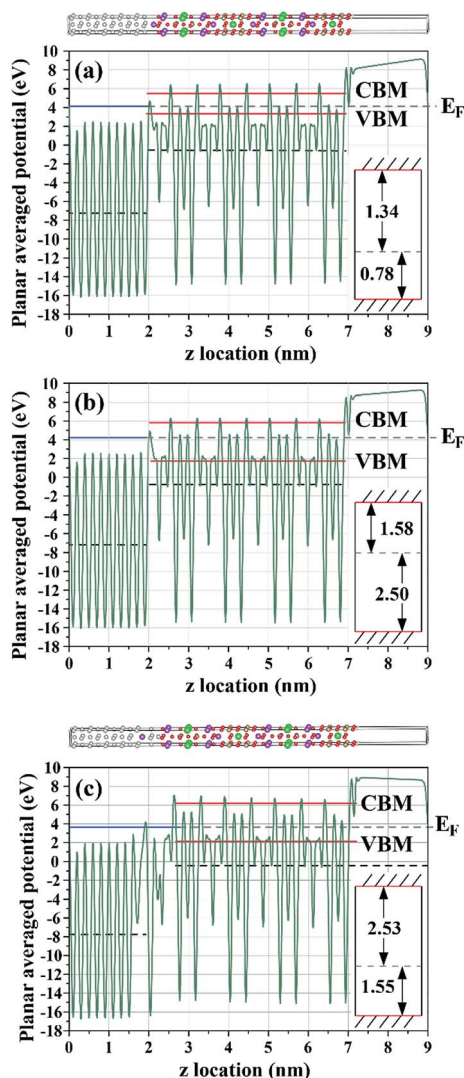 (a)
CBM
E_F
VBM
1.34
0.78
10
8
6
4
2
0
-2
-4
-6
-8
-10
-12
-14
-16
-18
Planar averaged potential (eV)
0 1 2 3 4 5 6 7 8 9
z location (nm)
(b)
CBM
E_F
VBM
1.58
2.50
10
8
6
4
2
0
-2
-4
-6
-8
-10
-12
-14
-16
-18
Planar averaged potential (eV)
0 1 2 3 4 5 6 7 8 9
z location (nm)
(c)
CBM
E_F
VBM
2.53
1.55
10
8
6
4
2
0
-2
-4
-6
-8
-10
-12
-14
-16
-18
Planar averaged potential (eV)
0 1 2 3 4 5 6 7 8 9
z location (nm)